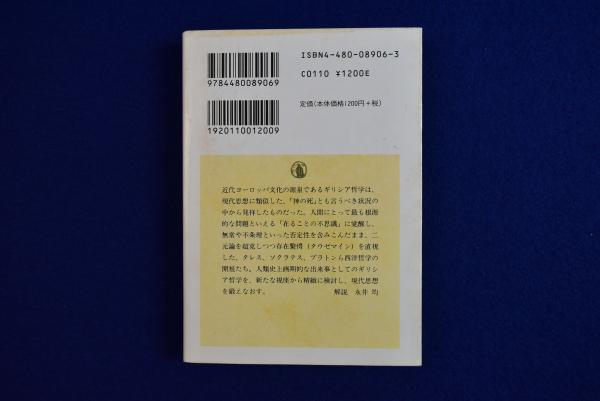 ISBN4-480-08906-3
9784480089069
C0110 ¥1200E
定価(本体価格1200円+税)
1920110012009
近代ヨーロッパ文化の源泉であるギリシア哲学は、
現代思想に類似した、「神の死」とも言うべき状況の
中から発祥したものだった。人間にとって最も根源
的な問題といえる「在ることの不思議」に覚醒し、
無常や不条理といった否定性を含みこんだまま、二
元論を超克しつつ存在驚愕(タウマゼイン)を直視し
た、タレス、ソクラテス、プラトンら西洋哲学の
開祖たち。人類史上画期的な出来事としてのギリシ
ア哲学を、新たな視座から精緻に検討し、現代思想
を鍛えなおす。 解説 永井 均